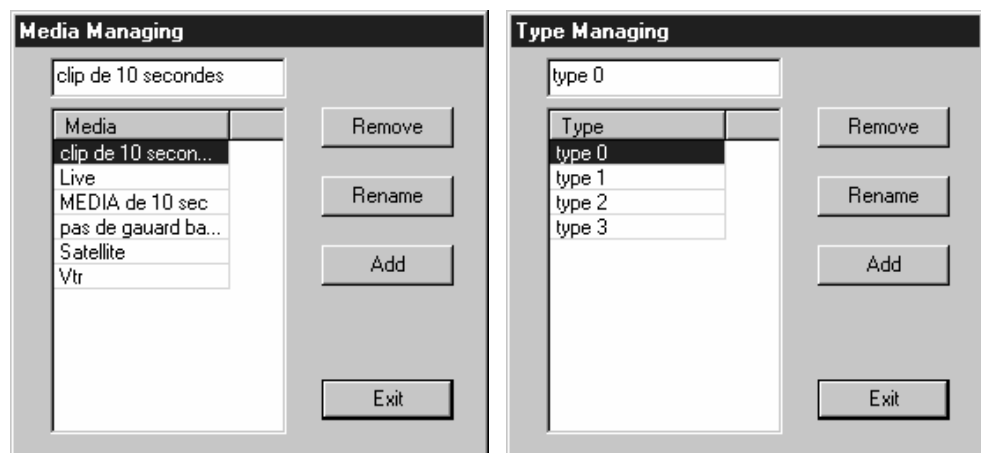 Media Managing
clip de 10 secondes
Media
clip de 10 secon...
Live
MEDIA de 10 sec
pas de gauard ba...
Satellite
Vtr
Remove
Rename
Add
Exit
Type Managing
type 0
Type
type 0
type 1
type 2
type 3
Remove
Rename
Add
Exit